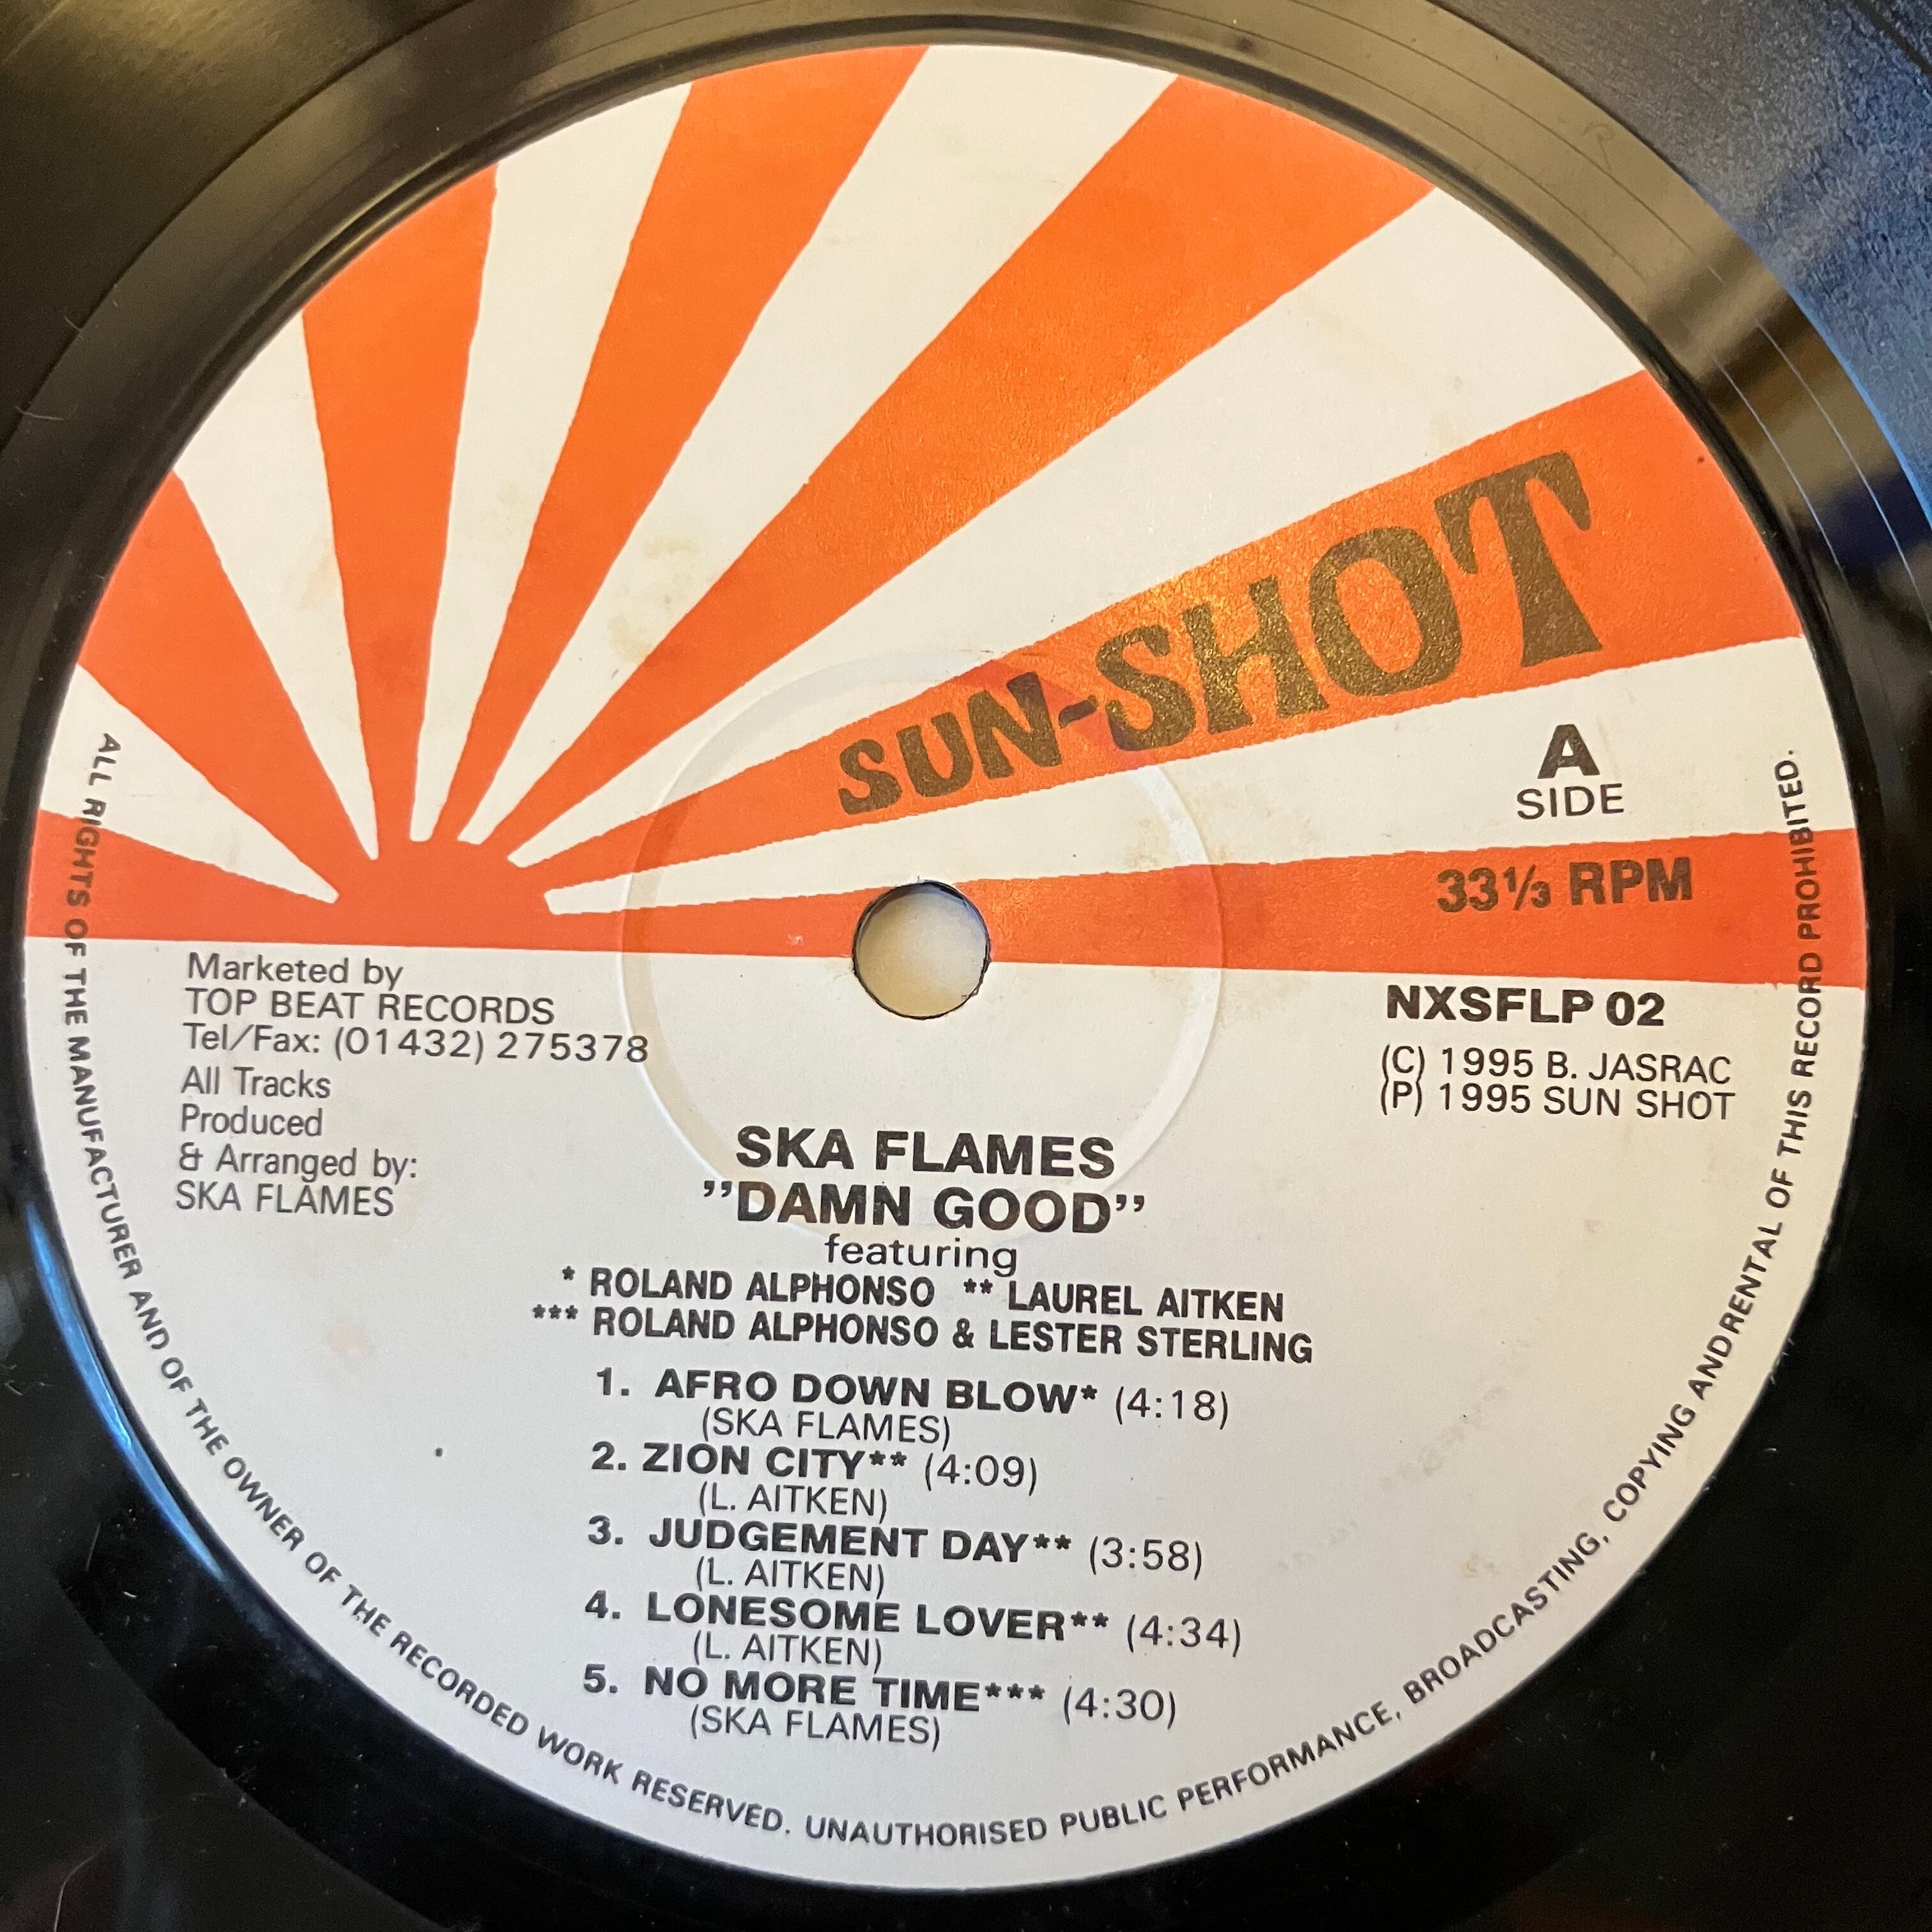 SUN-SHOT
A
SIDE
33⅓ RPM
Marketed by
TOP BEAT RECORDS
Tel/Fax: (01432) 275378
All Tracks
Produced
& Arranged by:
SKA FLAMES
NXSFLP 02
(C) 1995 B. JASRAC
(P) 1995 SUN SHOT
SKA FLAMES
”DAMN GOOD”
featuring
* ROLAND ALPHONSO ** LAUREL AITKEN
*** ROLAND ALPHONSO & LESTER STERLING
1. AFRO DOWN BLOW* (4:18)
(SKA FLAMES)
2. ZION CITY** (4:09)
(L. AITKEN)
3. JUDGEMENT DAY** (3:58)
(L. AITKEN)
4. LONESOME LOVER** (4:34)
(L. AITKEN)
5. NO MORE TIME*** (4:30)
(SKA FLAMES)
ALL RIGHTS OF THE MANUFACTURER AND OF THE OWNER OF THE RECORDED WORK RESERVED. UNAUTHORISED PUBLIC PERFORMANCE, BROADCASTING, COPYING ANDRENTAL OF THIS RECORD PROHIBITED.